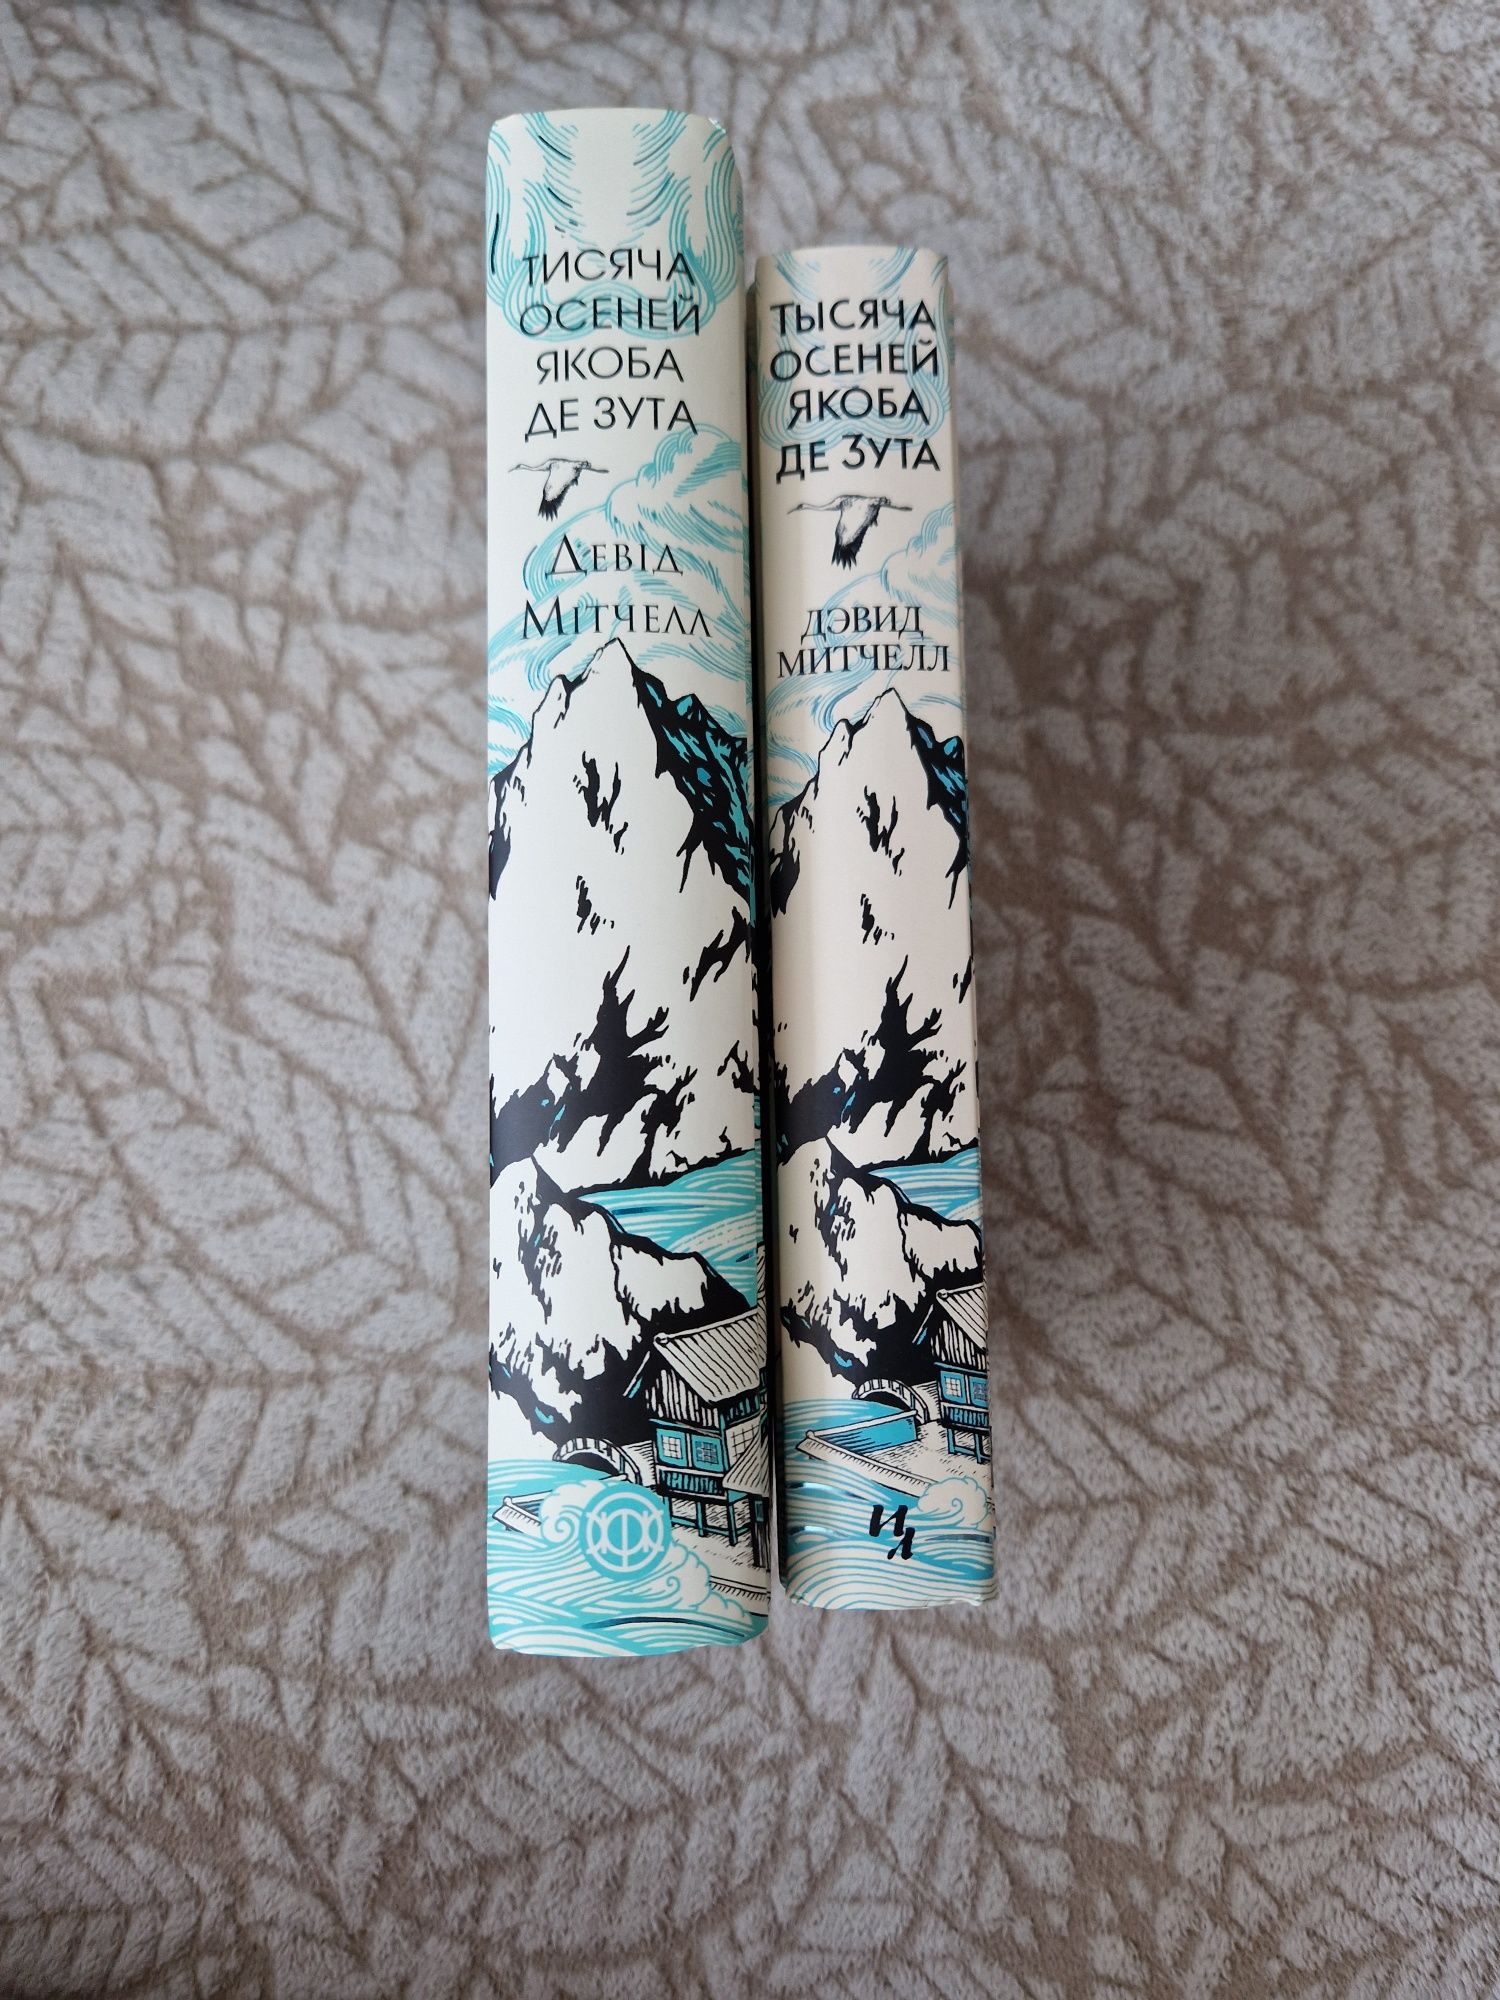 ТИСЯЧА
ОСЕНЕЙ
ЯКОБА
ДЕ ЗУТА
ДЕВІД
МІТЧЕЛЛ
ТЫСЯЧА
ОСЕНЕЙ
ЯКОБА
ДЕ ЗУТА
ДЭВИД
МИТЧЕЛЛ
И
Л